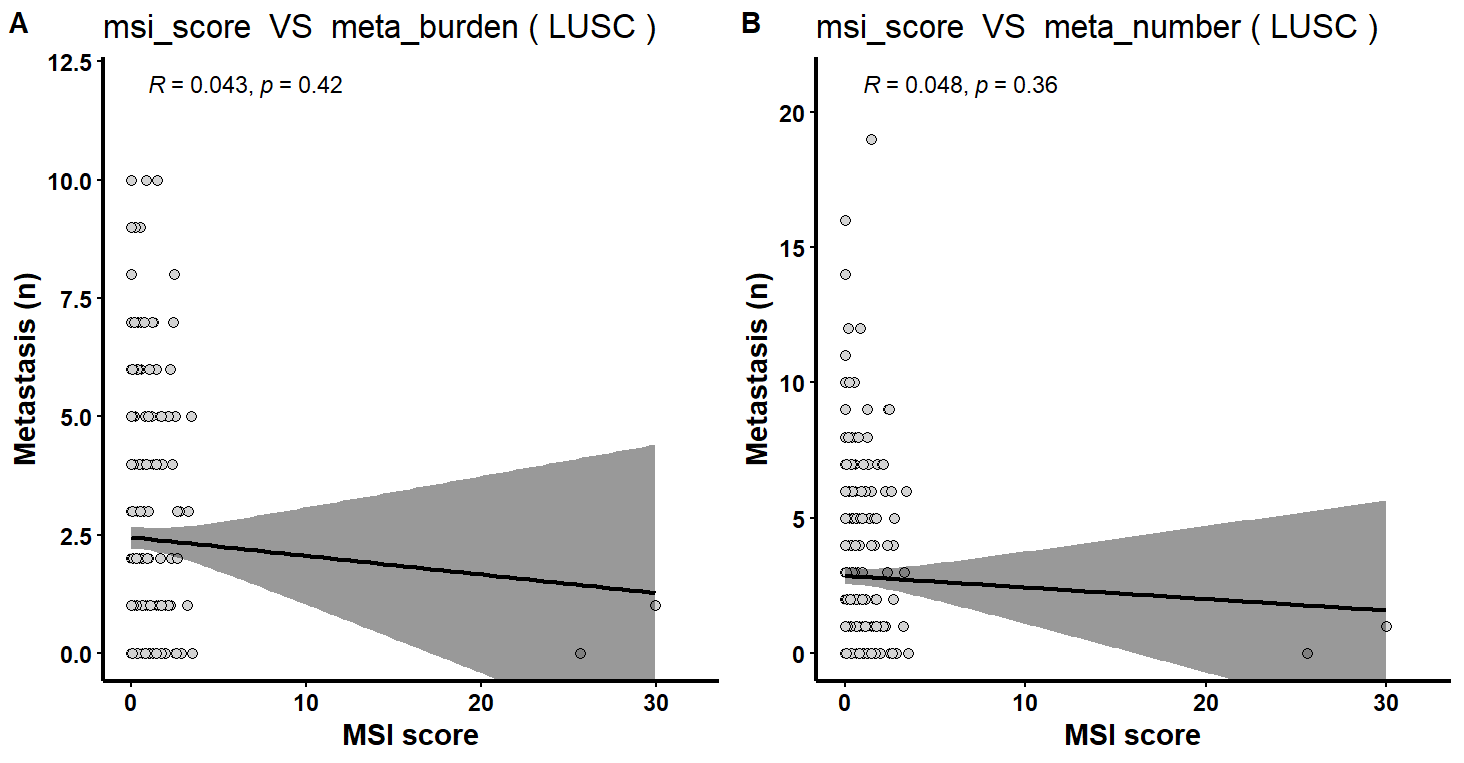 A
msi_score VS meta_burden ( LUSC )
R = 0.043, p = 0.42
12.5
10.0
7.5
5.0
2.5
0.0
Metastasis (n)
0 10 20 30
MSI score
B
msi_score VS meta_number ( LUSC )
R = 0.048, p = 0.36
20
15
10
5
0
Metastasis (n)
0 10 20 30
MSI score